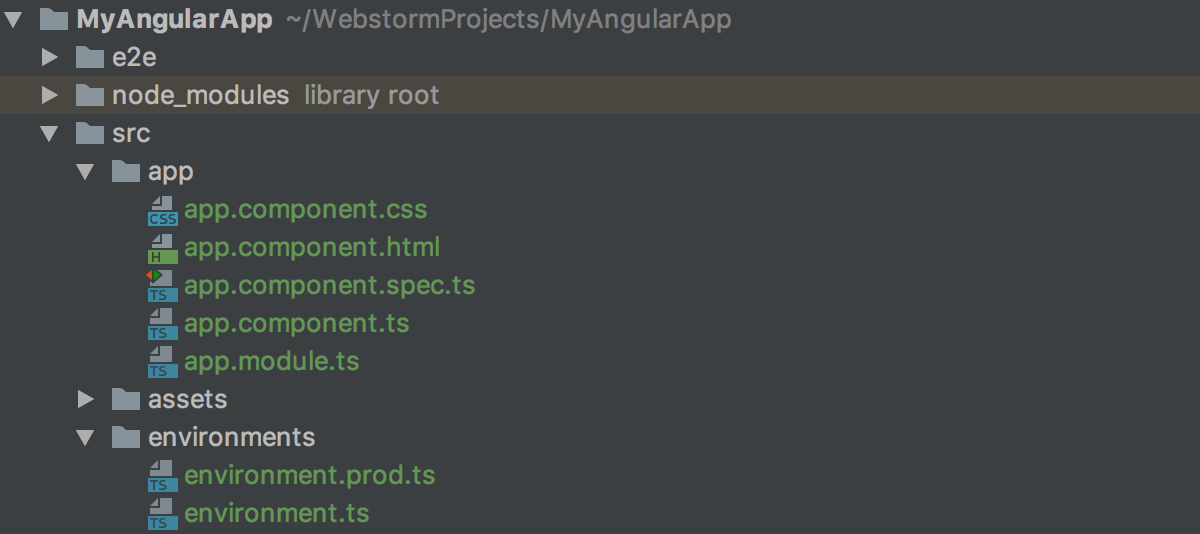 MyAngularApp ~/WebstormProjects/MyAngularApp
e2e
node_modules library root
src
app
CSS app.component.css
H app.component.html
TS app.component.spec.ts
TS app.component.ts
TS app.module.ts
assets
environments
TS environment.prod.ts
TS environment.ts